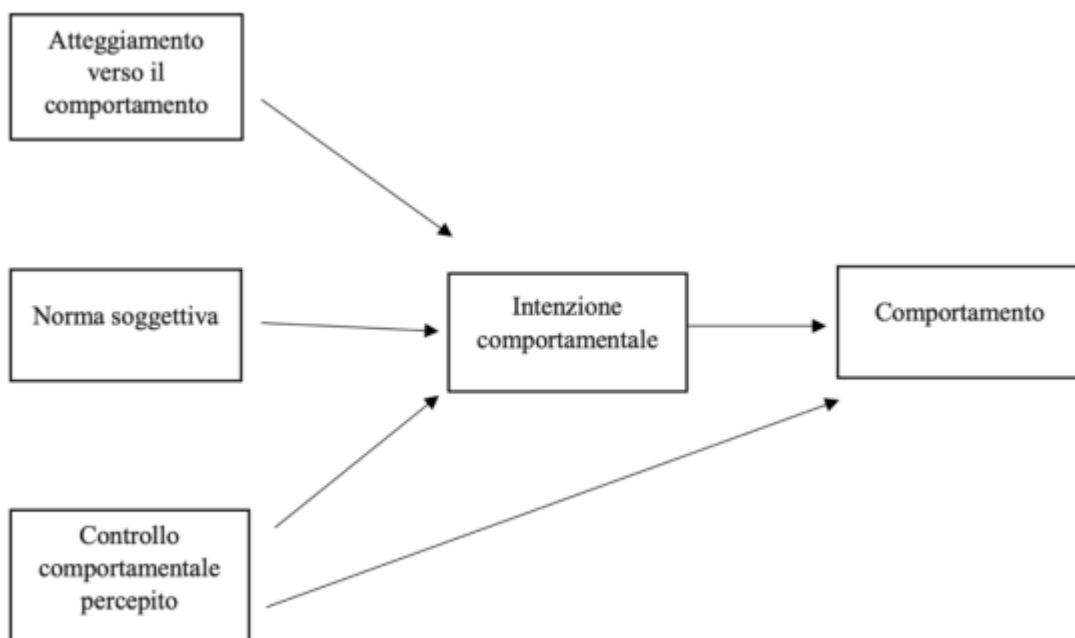 Atteggiamento
verso il
comportamento
Norma soggettiva
Intenzione
comportamentale
Comportamento
Controllo
comportamentale
percepito